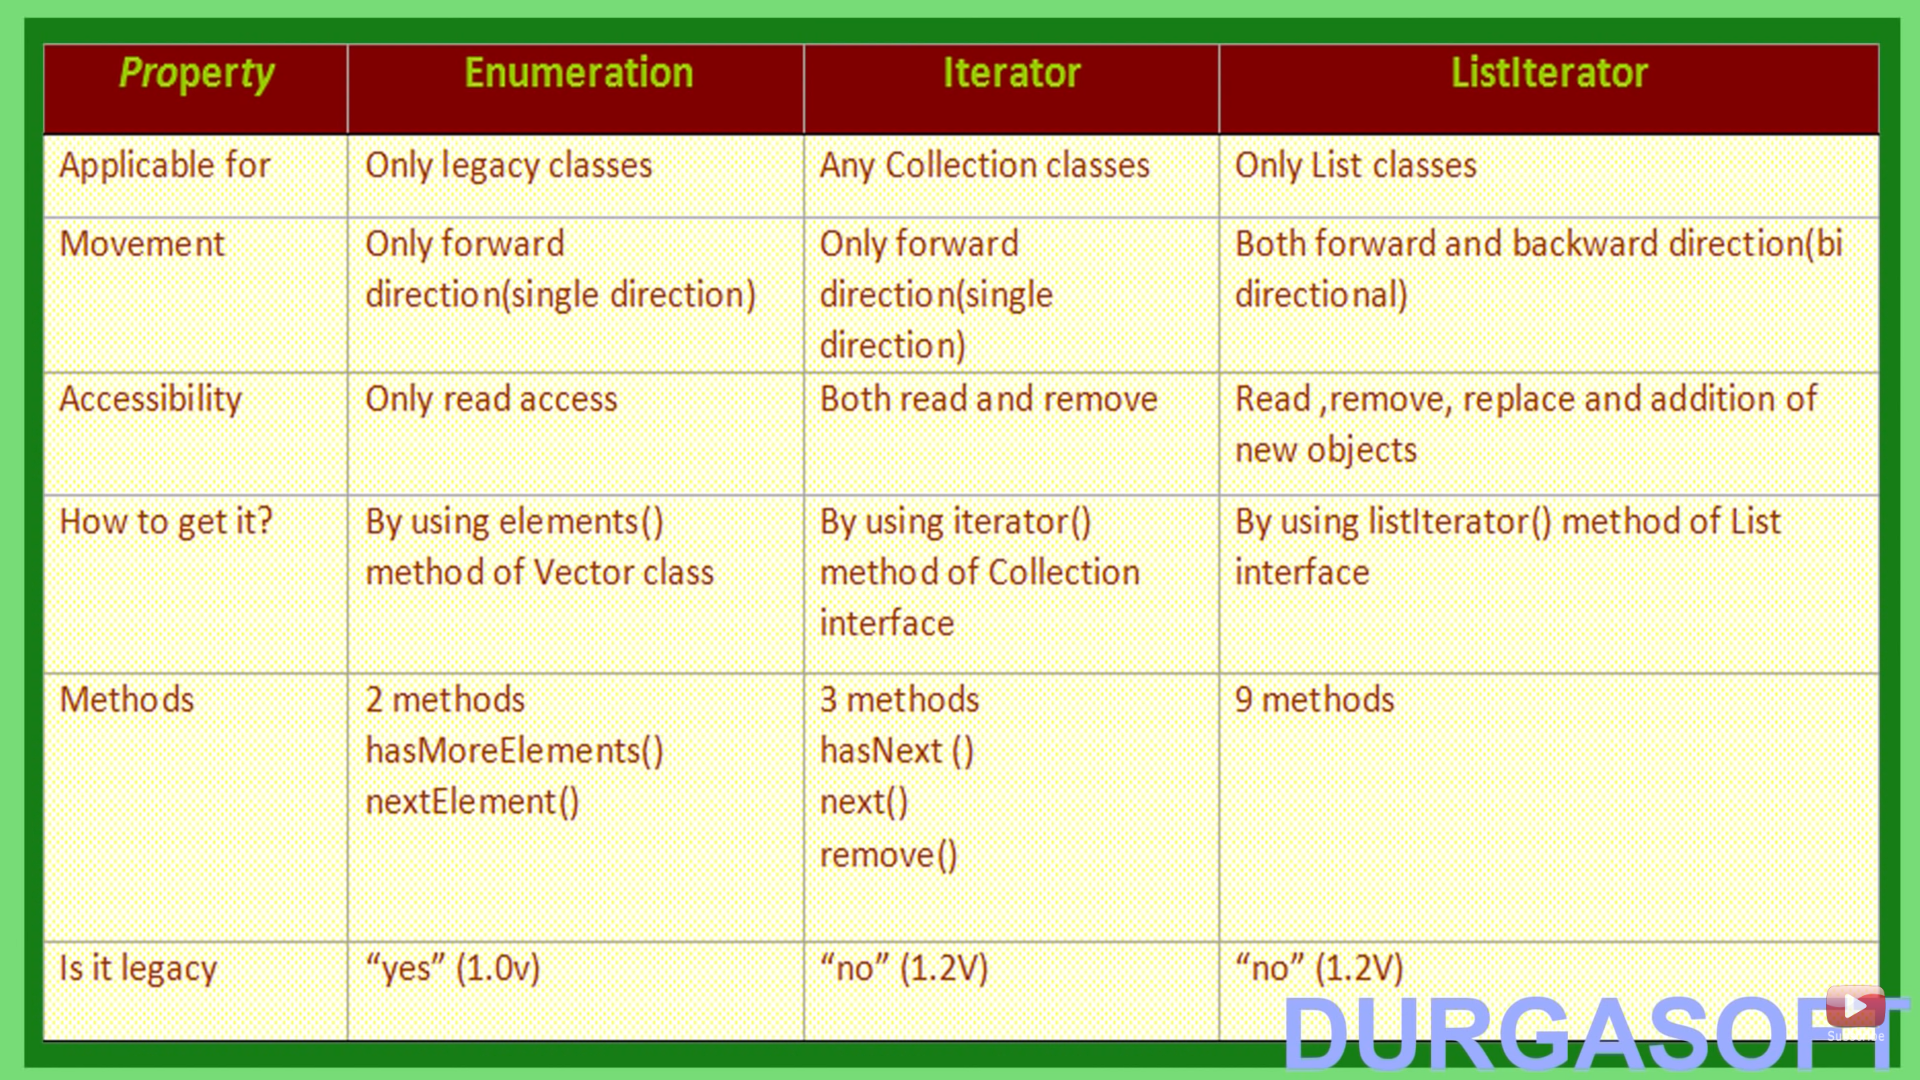 Property Enumeration Iterator ListIterator
Applicable for Only legacy classes Any Collection classes Only List classes
Movement Only forward Only forward Both forward and backward direction(bi
direction(single direction) direction(single directional)
direction)
Accessibility Only read access Both read and remove Read ,remove, replace and addition of
new objects
How to get it? By using elements() By using iterator() By using listIterator() method of List
method of Vector class method of Collection interface
interface
Methods 2 methods 3 methods 9 methods
hasMoreElements() hasNext ()
nextElement() next()
remove()
Is it legacy “yes” (1.0v) “no” (1.2V) “no” (1.2V)
DURGASOFT
Subscribe